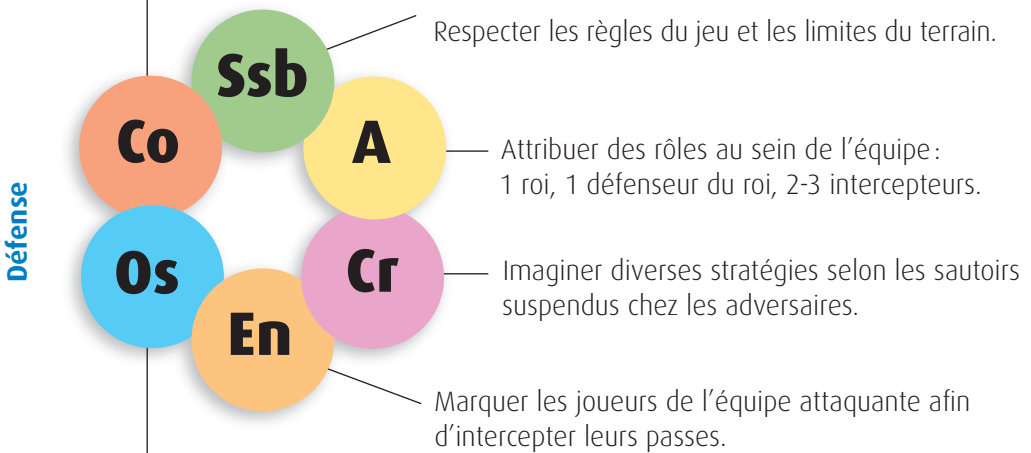 Défense
Ssb
Respecter les règles du jeu et les limites du terrain.
Co
A
Attribuer des rôles au sein de l’équipe :
1 roi, 1 défenseur du roi, 2-3 intercepteurs.
Os
Cr
Imaginer diverses stratégies selon les sautoirs
suspendus chez les adversaires.
En
Marquer les joueurs de l’équipe attaquante afin
d’intercepter leurs passes.